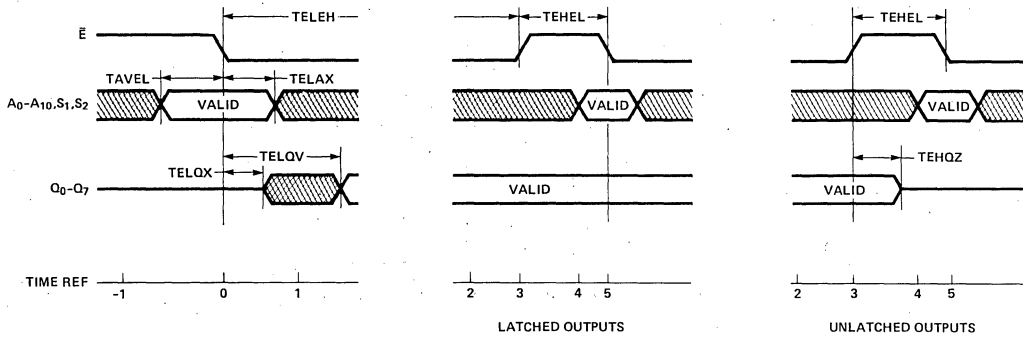 TELEH
TEHEL
TEHEL
Ē
TAVEL
TELAX
A0–A10,S1,S2
VALID
VALID
VALID
TELQV
TEHQZ
TELQX
Q0–Q7
VALID
VALID
TIME REF
-1 0 1
2 3 4 5
2 3 4 5
LATCHED OUTPUTS
UNLATCHED OUTPUTS